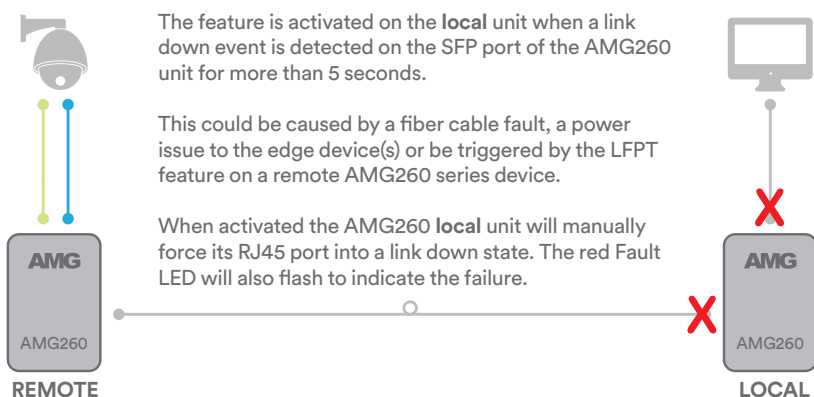 The feature is activated on the local unit when a link
down event is detected on the SFP port of the AMG260
unit for more than 5 seconds.
This could be caused by a fiber cable fault, a power
issue to the edge device(s) or be triggered by the LFPT
feature on a remote AMG260 series device.
When activated the AMG260 local unit will manually
force its RJ45 port into a link down state. The red Fault
LED will also flash to indicate the failure.
AMG
AMG260
REMOTE
AMG
AMG260
LOCAL